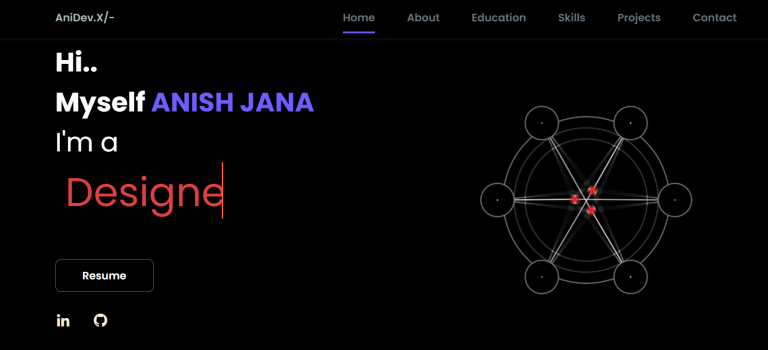 AniDev.X/~
Home About Education Skills Projects Contact
Hi..
Myself ANISH JANA
I'm a
Designe
Resume
in